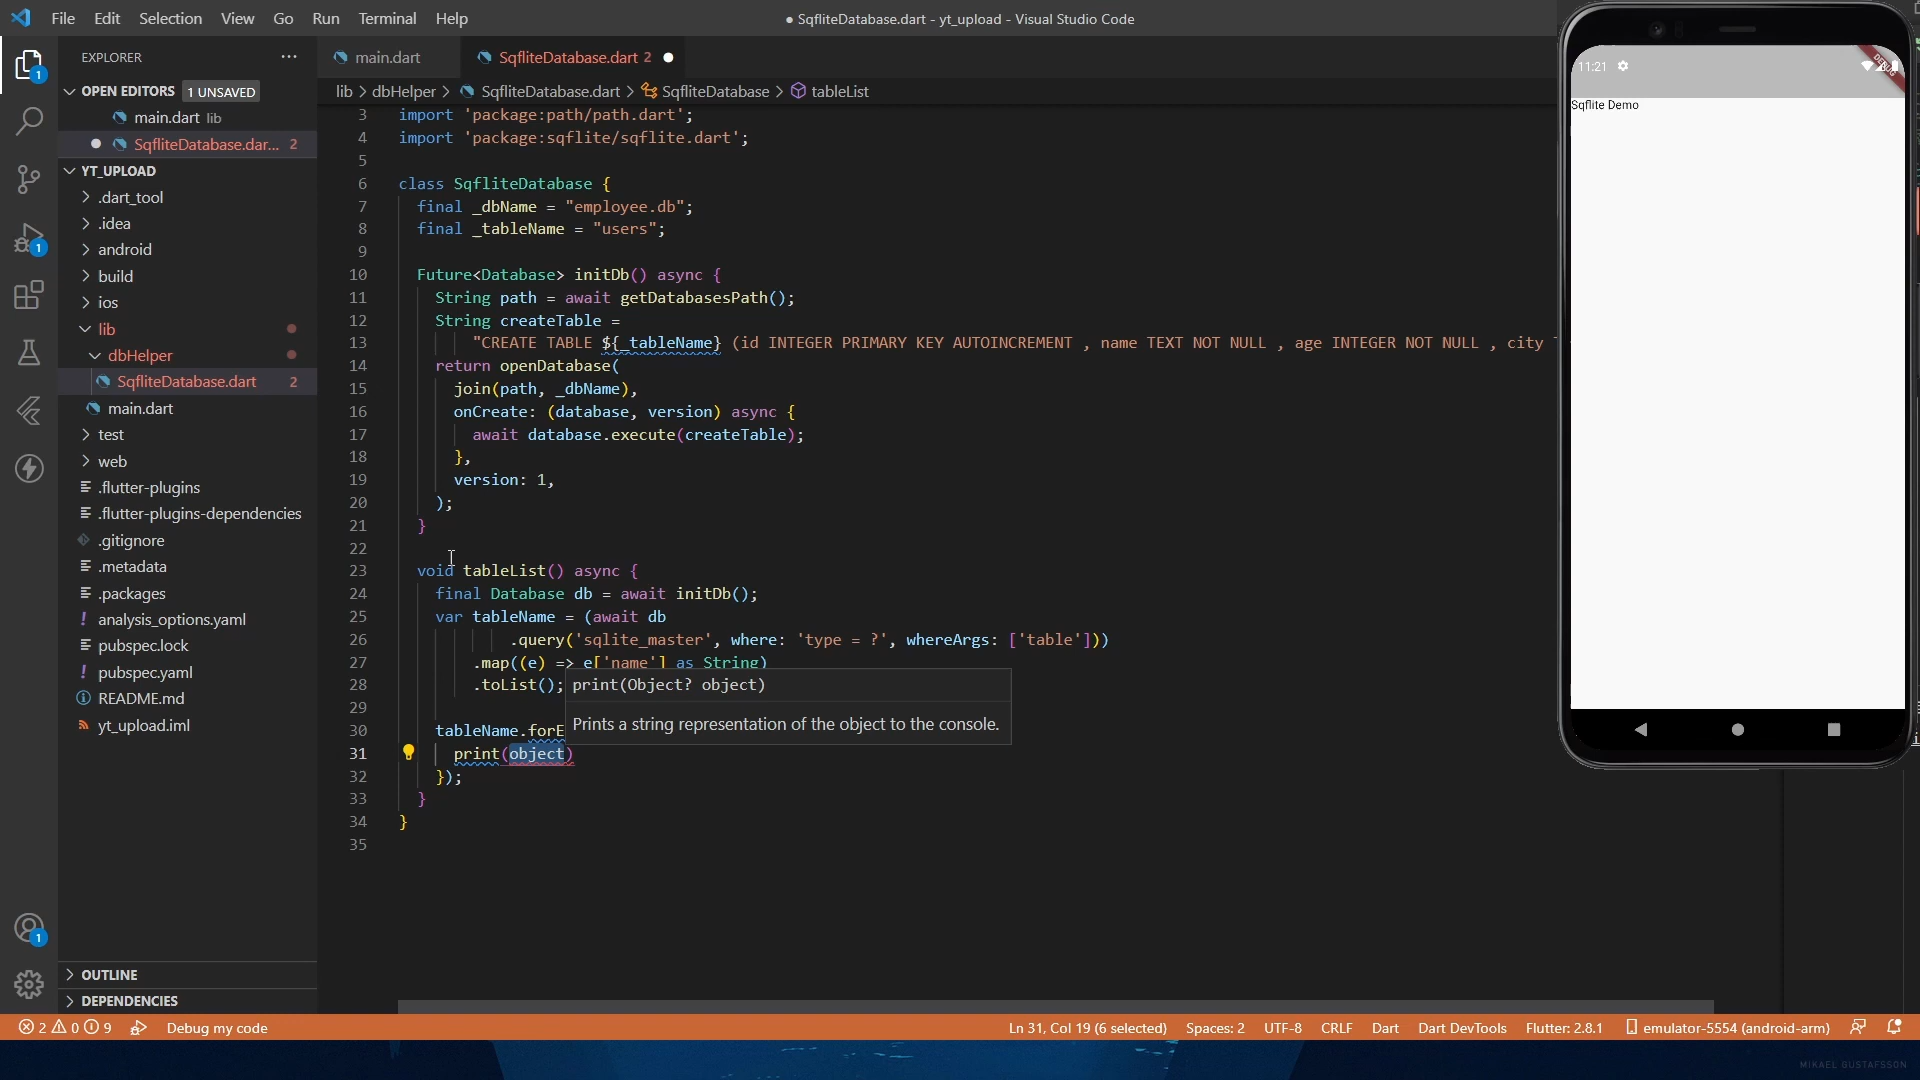 File Edit Selection View Go Run Terminal Help
● SqfliteDatabase.dart - yt_upload - Visual Studio Code
EXPLORER ···
OPEN EDITORS 1 UNSAVED
main.dart lib
● SqfliteDatabase.dar... 2
YT_UPLOAD
.dart_tool
.idea
android
build
ios
lib
dbHelper
SqfliteDatabase.dart 2
main.dart
test
web
.flutter-plugins
.flutter-plugins-dependencies
.gitignore
.metadata
.packages
! analysis_options.yaml
pubspec.lock
! pubspec.yaml
README.md
yt_upload.iml
OUTLINE
DEPENDENCIES
1
1
1
main.dart
SqfliteDatabase.dart 2 ●
lib > dbHelper > SqfliteDatabase.dart > SqfliteDatabase > tableList
3 import 'package:path/path.dart';
4 import 'package:sqflite/sqflite.dart';
5
6 class SqfliteDatabase {
7 final _dbName = "employee.db";
8 final _tableName = "users";
9
10 Future<Database> initDb() async {
11 String path = await getDatabasesPath();
12 String createTable =
13 "CREATE TABLE ${_tableName} (id INTEGER PRIMARY KEY AUTOINCREMENT , name TEXT NOT NULL , age INTEGER NOT NULL , city
14 return openDatabase(
15 join(path, _dbName),
16 onCreate: (database, version) async {
17 await database.execute(createTable);
18 },
19 version: 1,
20 );
21 }
22
23 void tableList() async {
24 final Database db = await initDb();
25 var tableName = (await db
26 .query('sqlite_master', where: 'type = ?', whereArgs: ['table']))
27 .map((e) => e['name'] as String)
28 .toList();
29
30 tableName.forE
31 print(object)
32 });
33 }
34 }
35
print(Object? object)
Prints a string representation of the object to the console.
11:21
DEBUG
Sqflite Demo
2 0 9 Debug my code
Ln 31, Col 19 (6 selected) Spaces: 2 UTF-8 CRLF Dart Dart DevTools Flutter: 2.8.1 emulator-5554 (android-arm)
MIKAEL GUSTAFSSON